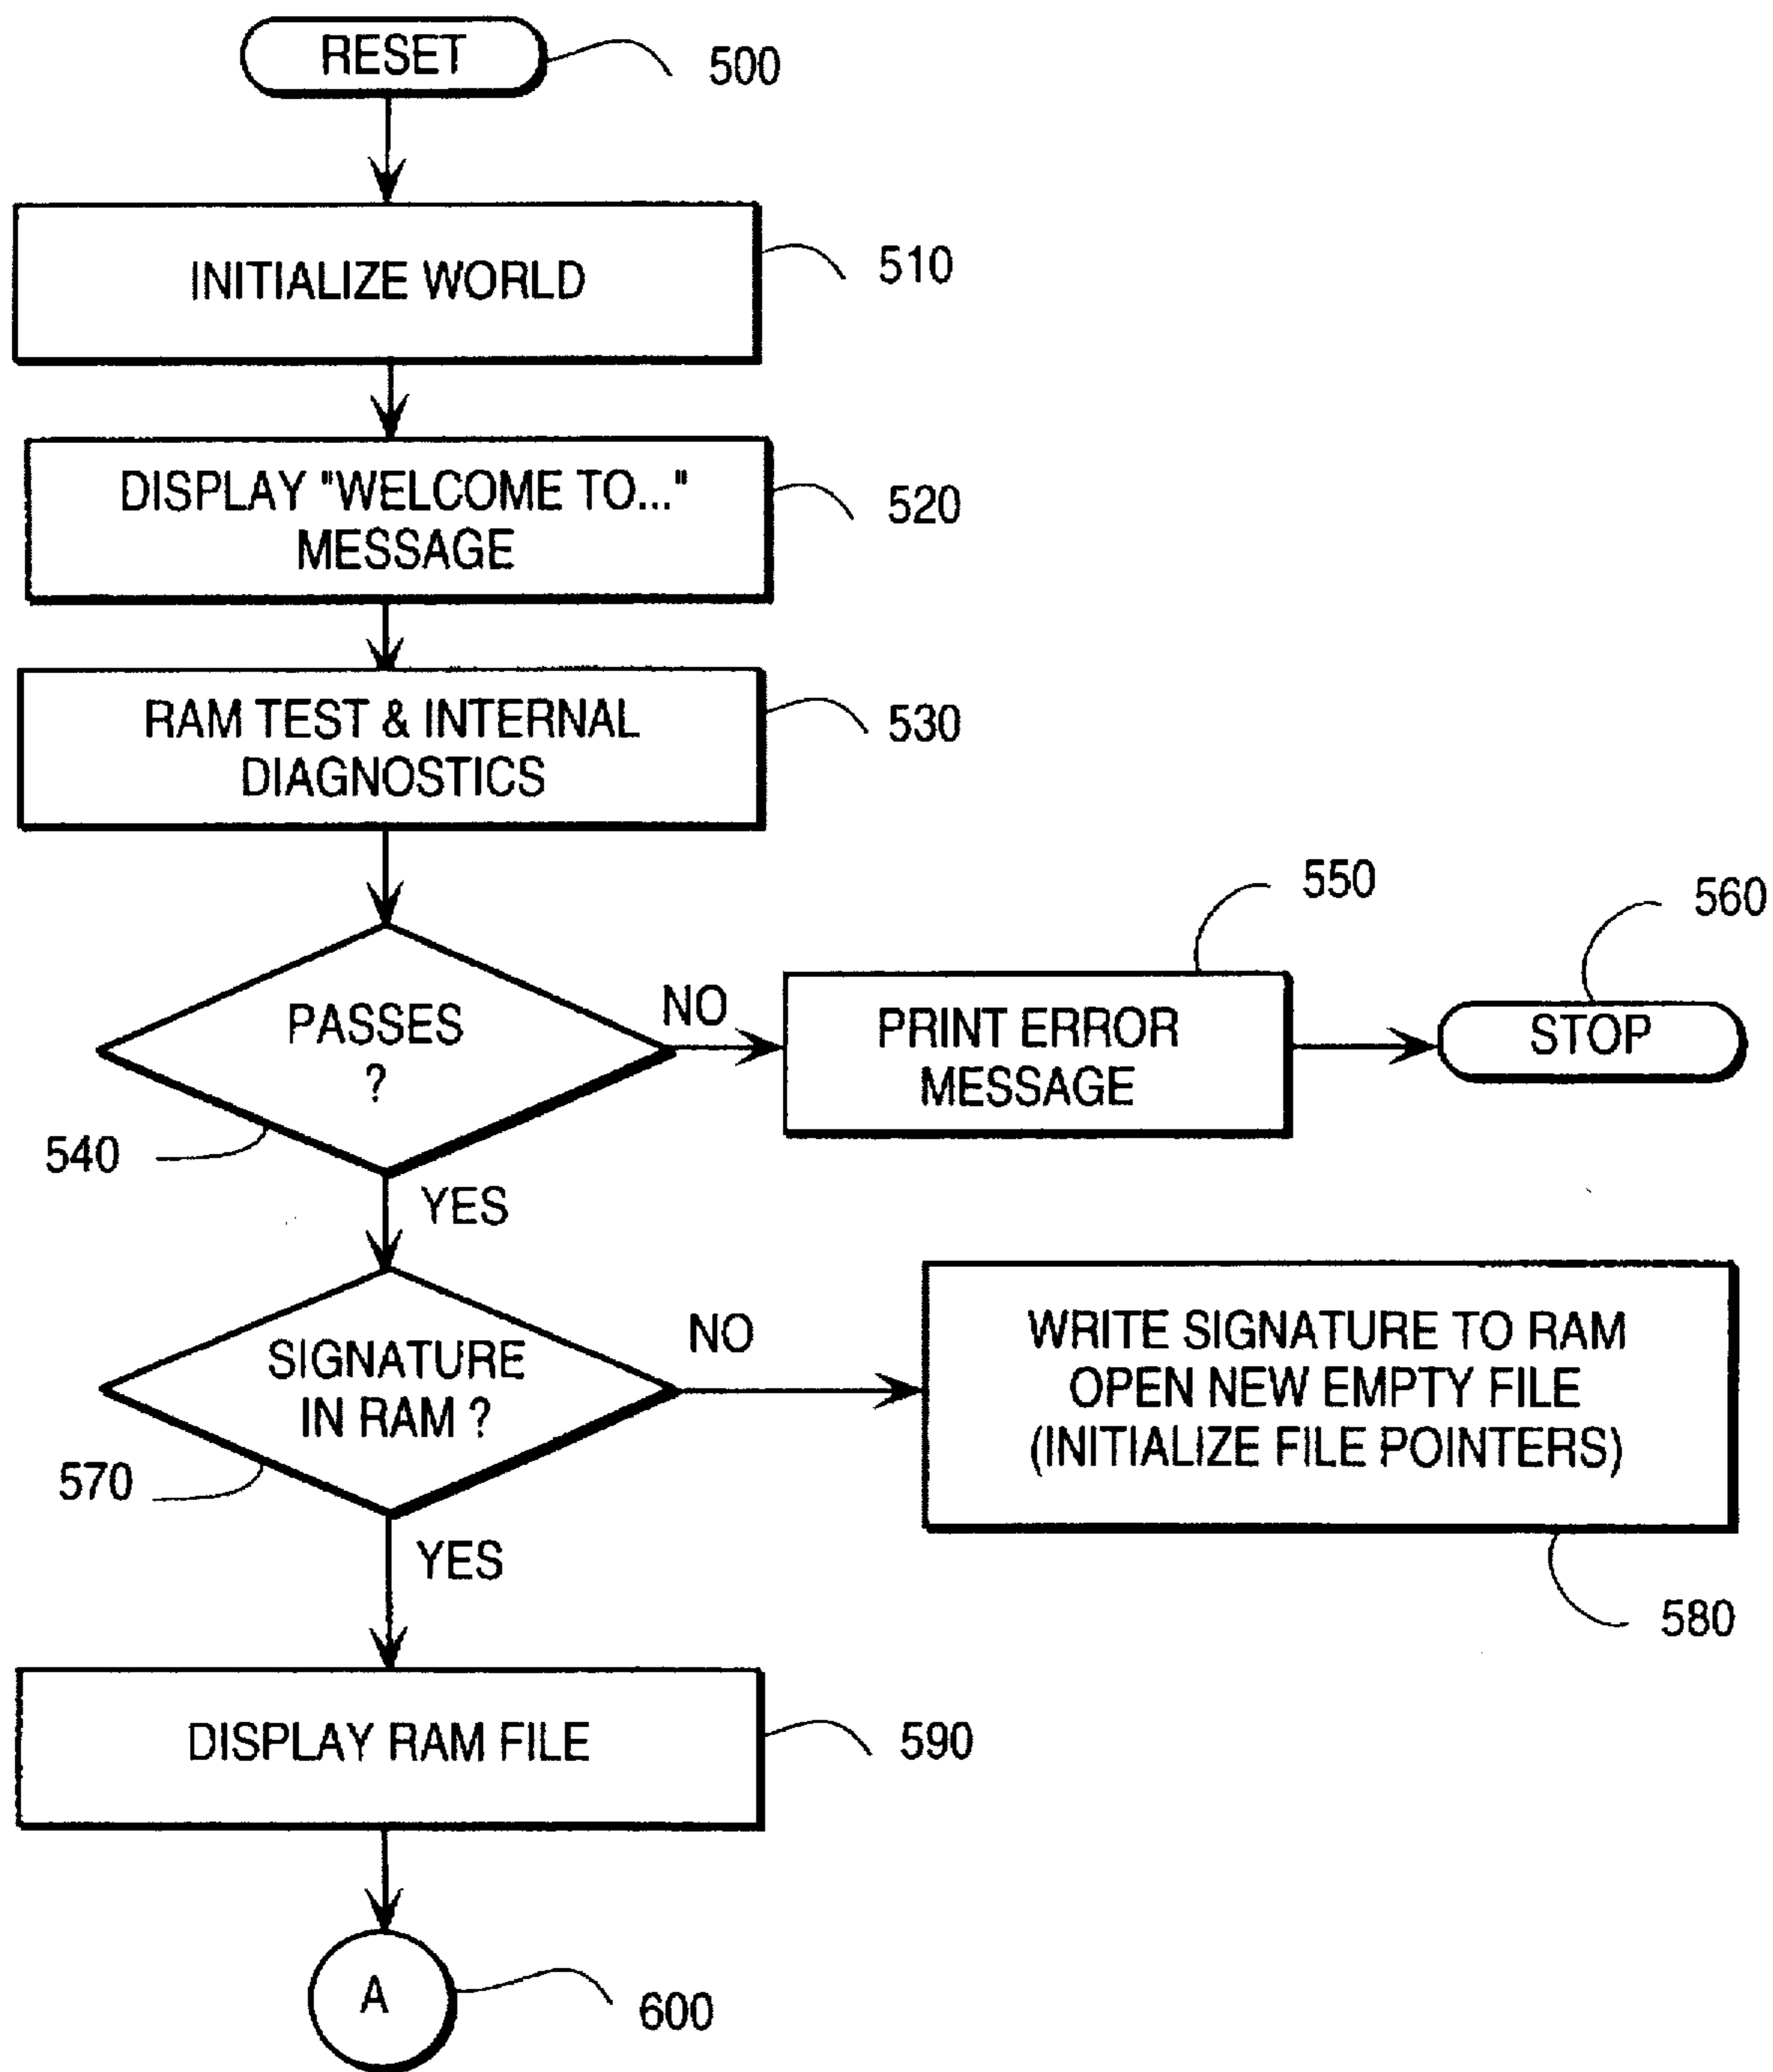 RESET
500
INITIALIZE WORLD
510
DISPLAY "WELCOME TO..."
MESSAGE
520
RAM TEST & INTERNAL
DIAGNOSTICS
530
PASSES
?
540
NO
PRINT ERROR
MESSAGE
550
STOP
560
YES
SIGNATURE
IN RAM ?
570
NO
WRITE SIGNATURE TO RAM
OPEN NEW EMPTY FILE
(INITIALIZE FILE POINTERS)
580
YES
DISPLAY RAM FILE
590
A
600